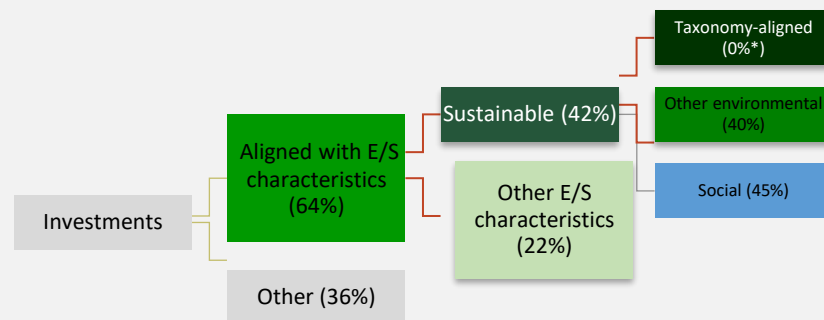 Taxonomy-aligned
(0%*)
Sustainable (42%)
Other environmental
(40%)
Aligned with E/S
characteristics
(64%)
Other E/S
characteristics
(22%)
Social (45%)
Investments
Other (36%)